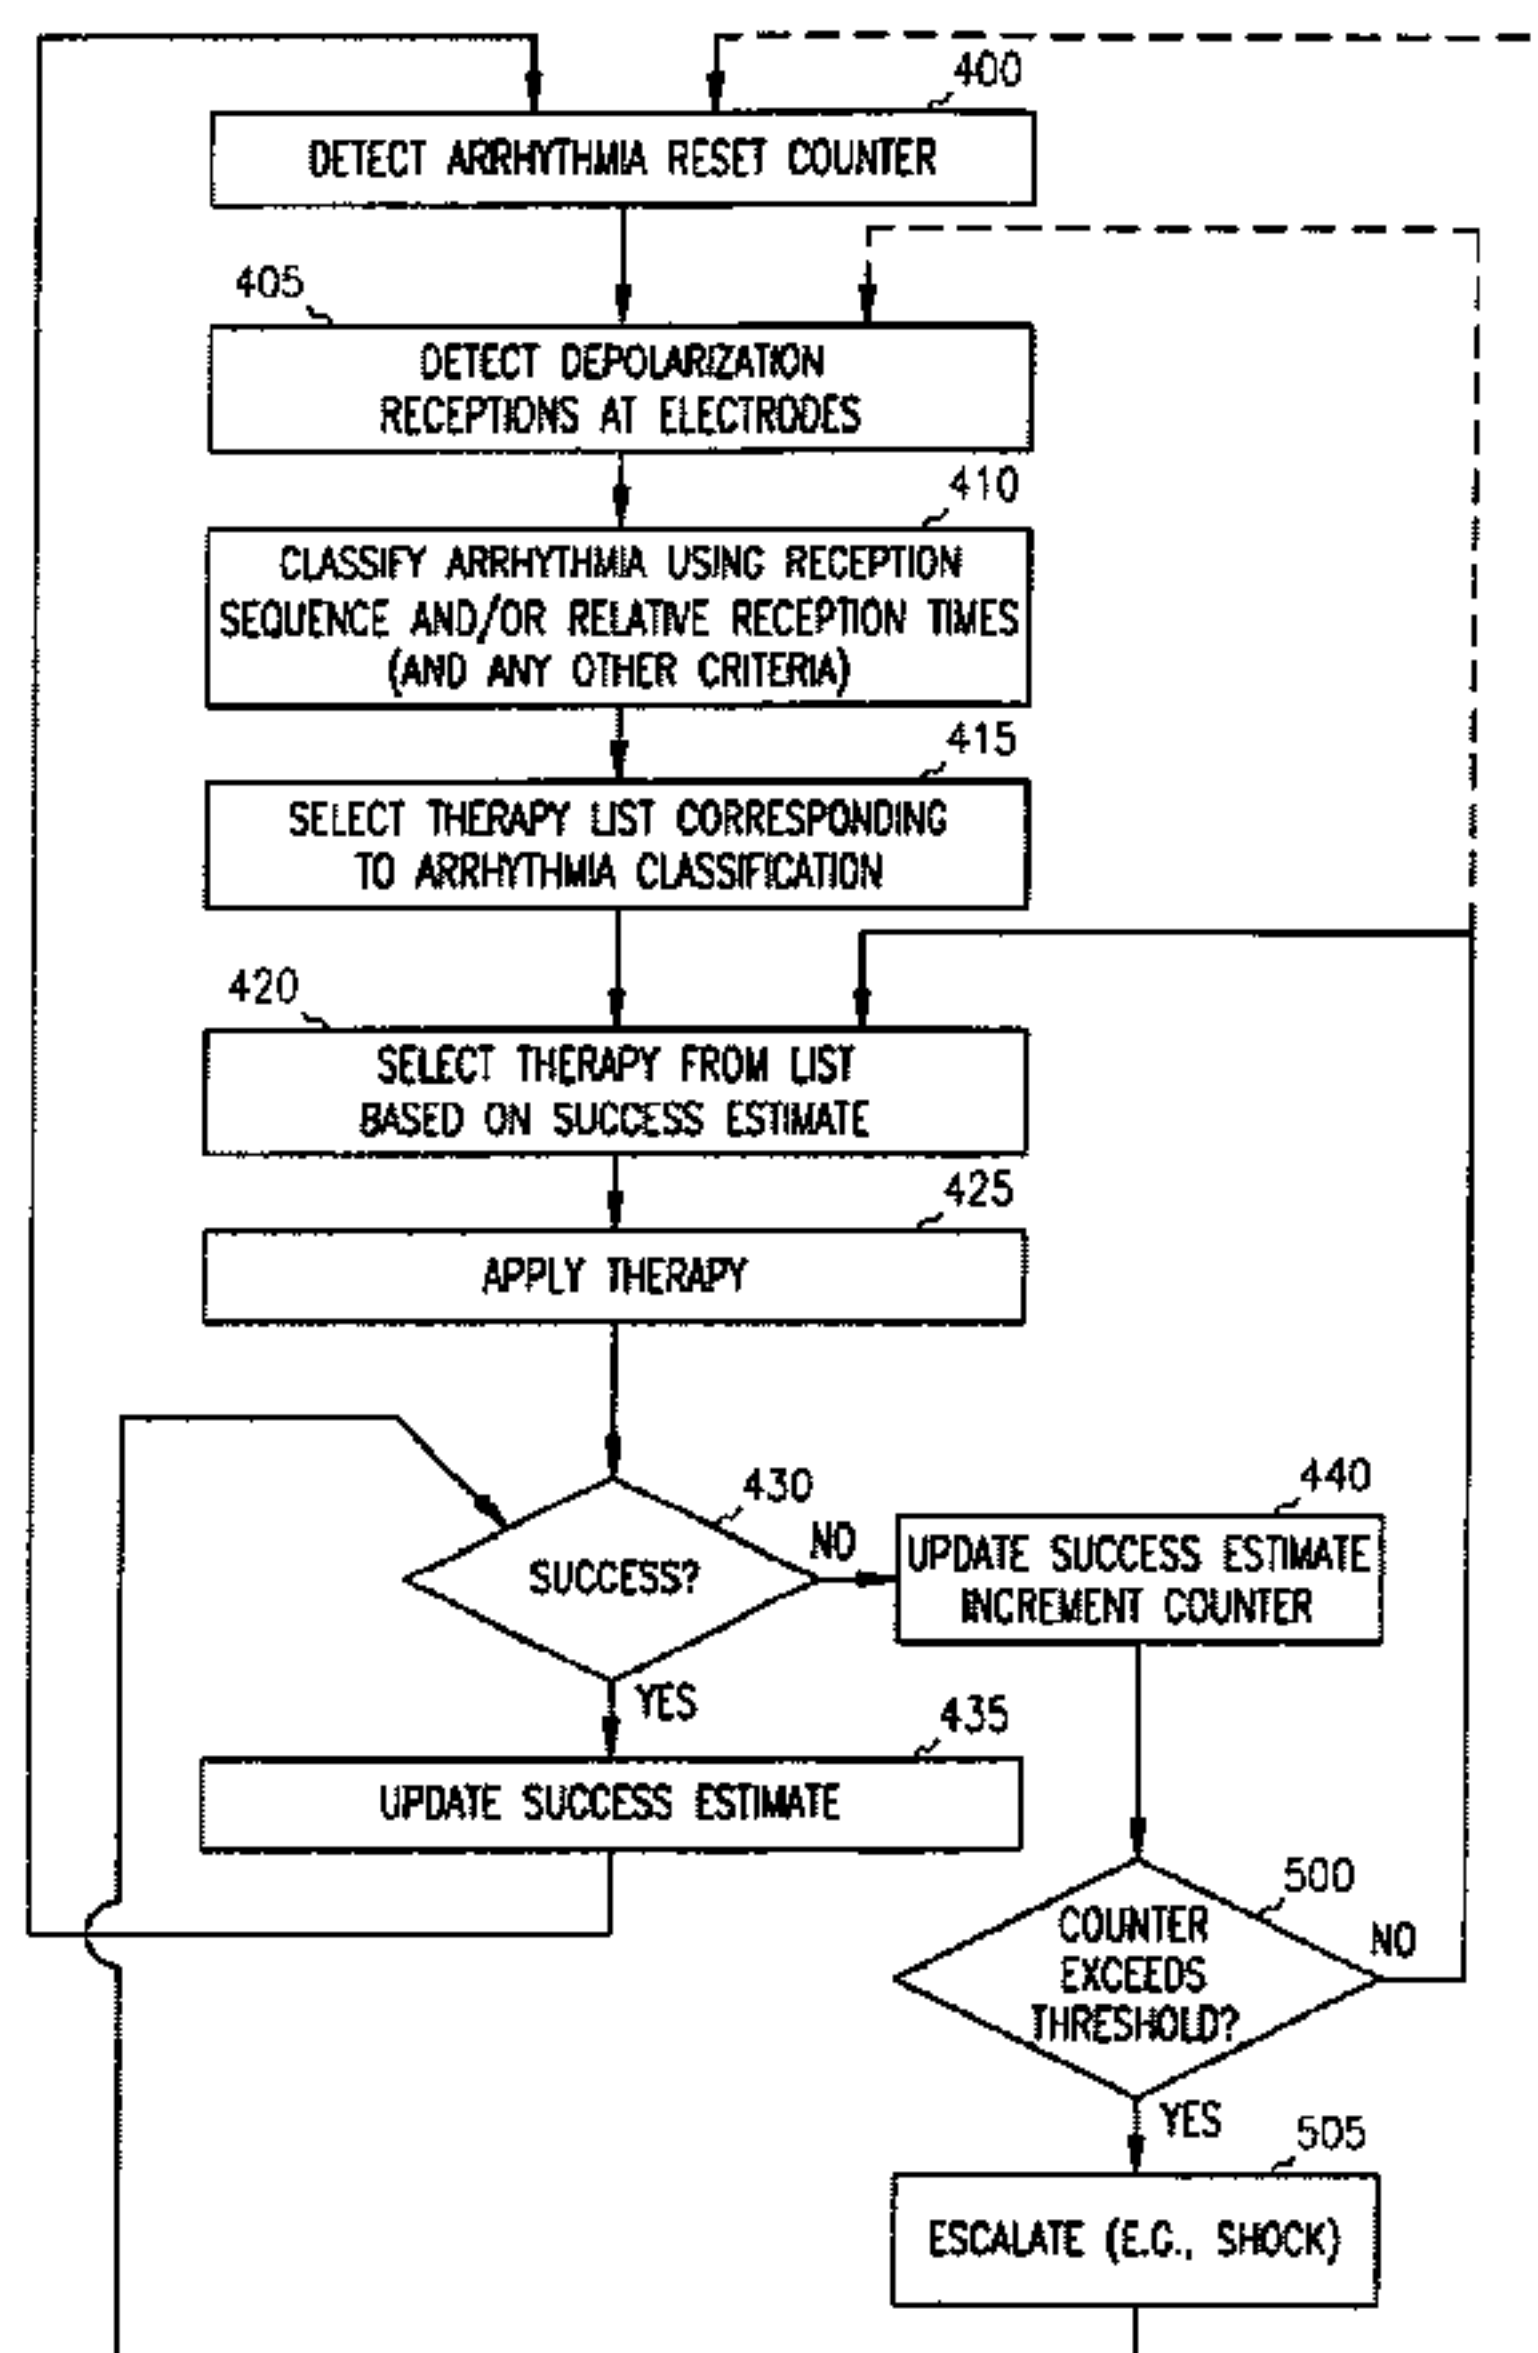 400
DETECT ARRHYTHMIA RESET COUNTER
405
DETECT DEPOLARIZATION
RECEPTIONS AT ELECTRODES
410
CLASSIFY ARRHYTHMIA USING RECEPTION
SEQUENCE AND/OR RELATIVE RECEPTION TIMES
(AND ANY OTHER CRITERIA)
415
SELECT THERAPY LIST CORRESPONDING
TO ARRHYTHMIA CLASSIFICATION
420
SELECT THERAPY FROM LIST
BASED ON SUCCESS ESTIMATE
425
APPLY THERAPY
430
SUCCESS?
NO
440
UPDATE SUCCESS ESTIMATE
INCREMENT COUNTER
YES
435
UPDATE SUCCESS ESTIMATE
500
COUNTER
EXCEEDS
THRESHOLD?
NO
YES
505
ESCALATE (E.G., SHOCK)